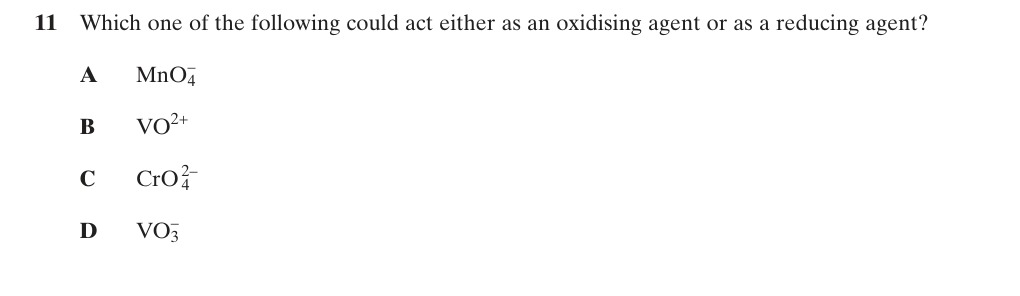 11 Which one of the following could act either as an oxidising agent or as a reducing agent?
A MnO₄⁻
B VO²⁺
C CrO₄²⁻
D VO₃⁻